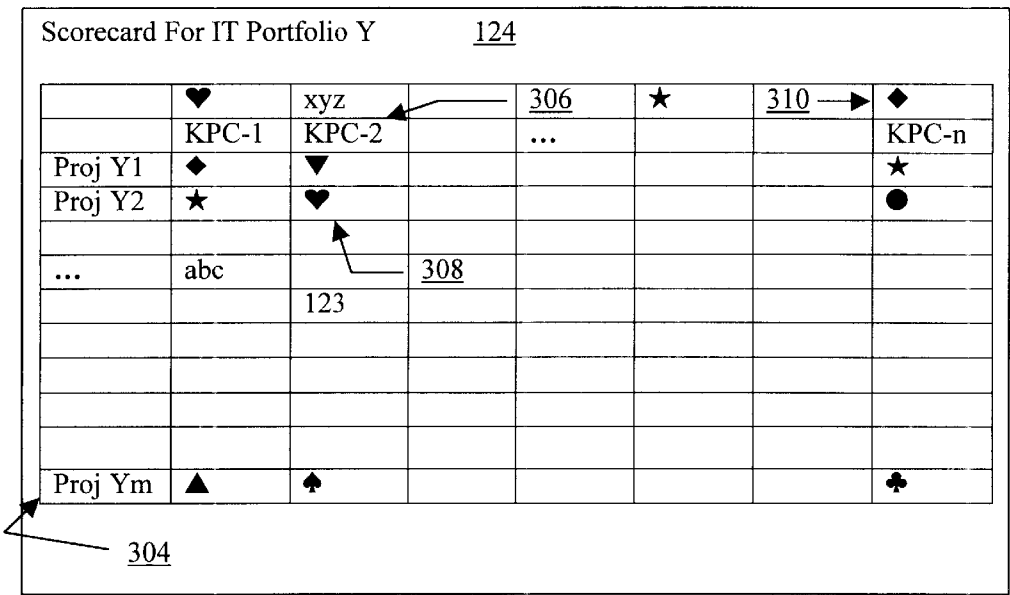 Scorecard For IT Portfolio Y 124
♥ xyz 306 ★ 310 ◆
KPC-1 KPC-2 ... KPC-n
Proj Y1 ◆ ▼ ★
Proj Y2 ★ ♥ ●
... abc 308
123
Proj Ym ▲ ♠ ♣
304